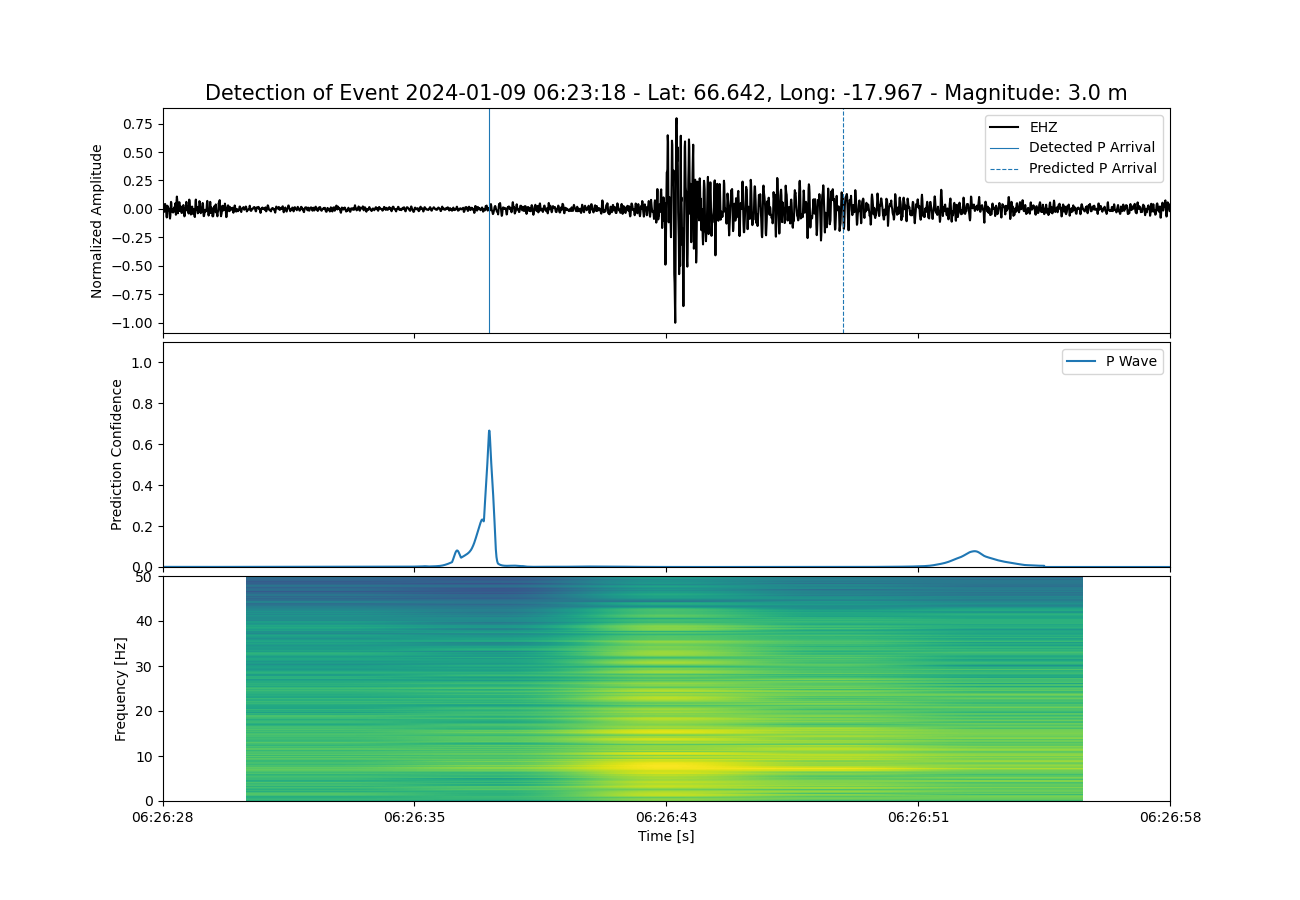 Detection of Event 2024-01-09 06:23:18 - Lat: 66.642, Long: -17.967 - Magnitude: 3.0 m
Normalized Amplitude
0.75
0.50
0.25
0.00
−0.25
−0.50
−0.75
−1.00
EHZ
Detected P Arrival
Predicted P Arrival
Prediction Confidence
1.0
0.8
0.6
0.4
0.2
0.0
P Wave
Frequency [Hz]
50
40
30
20
10
0
06:26:28 06:26:35 06:26:43 06:26:51 06:26:58
Time [s]